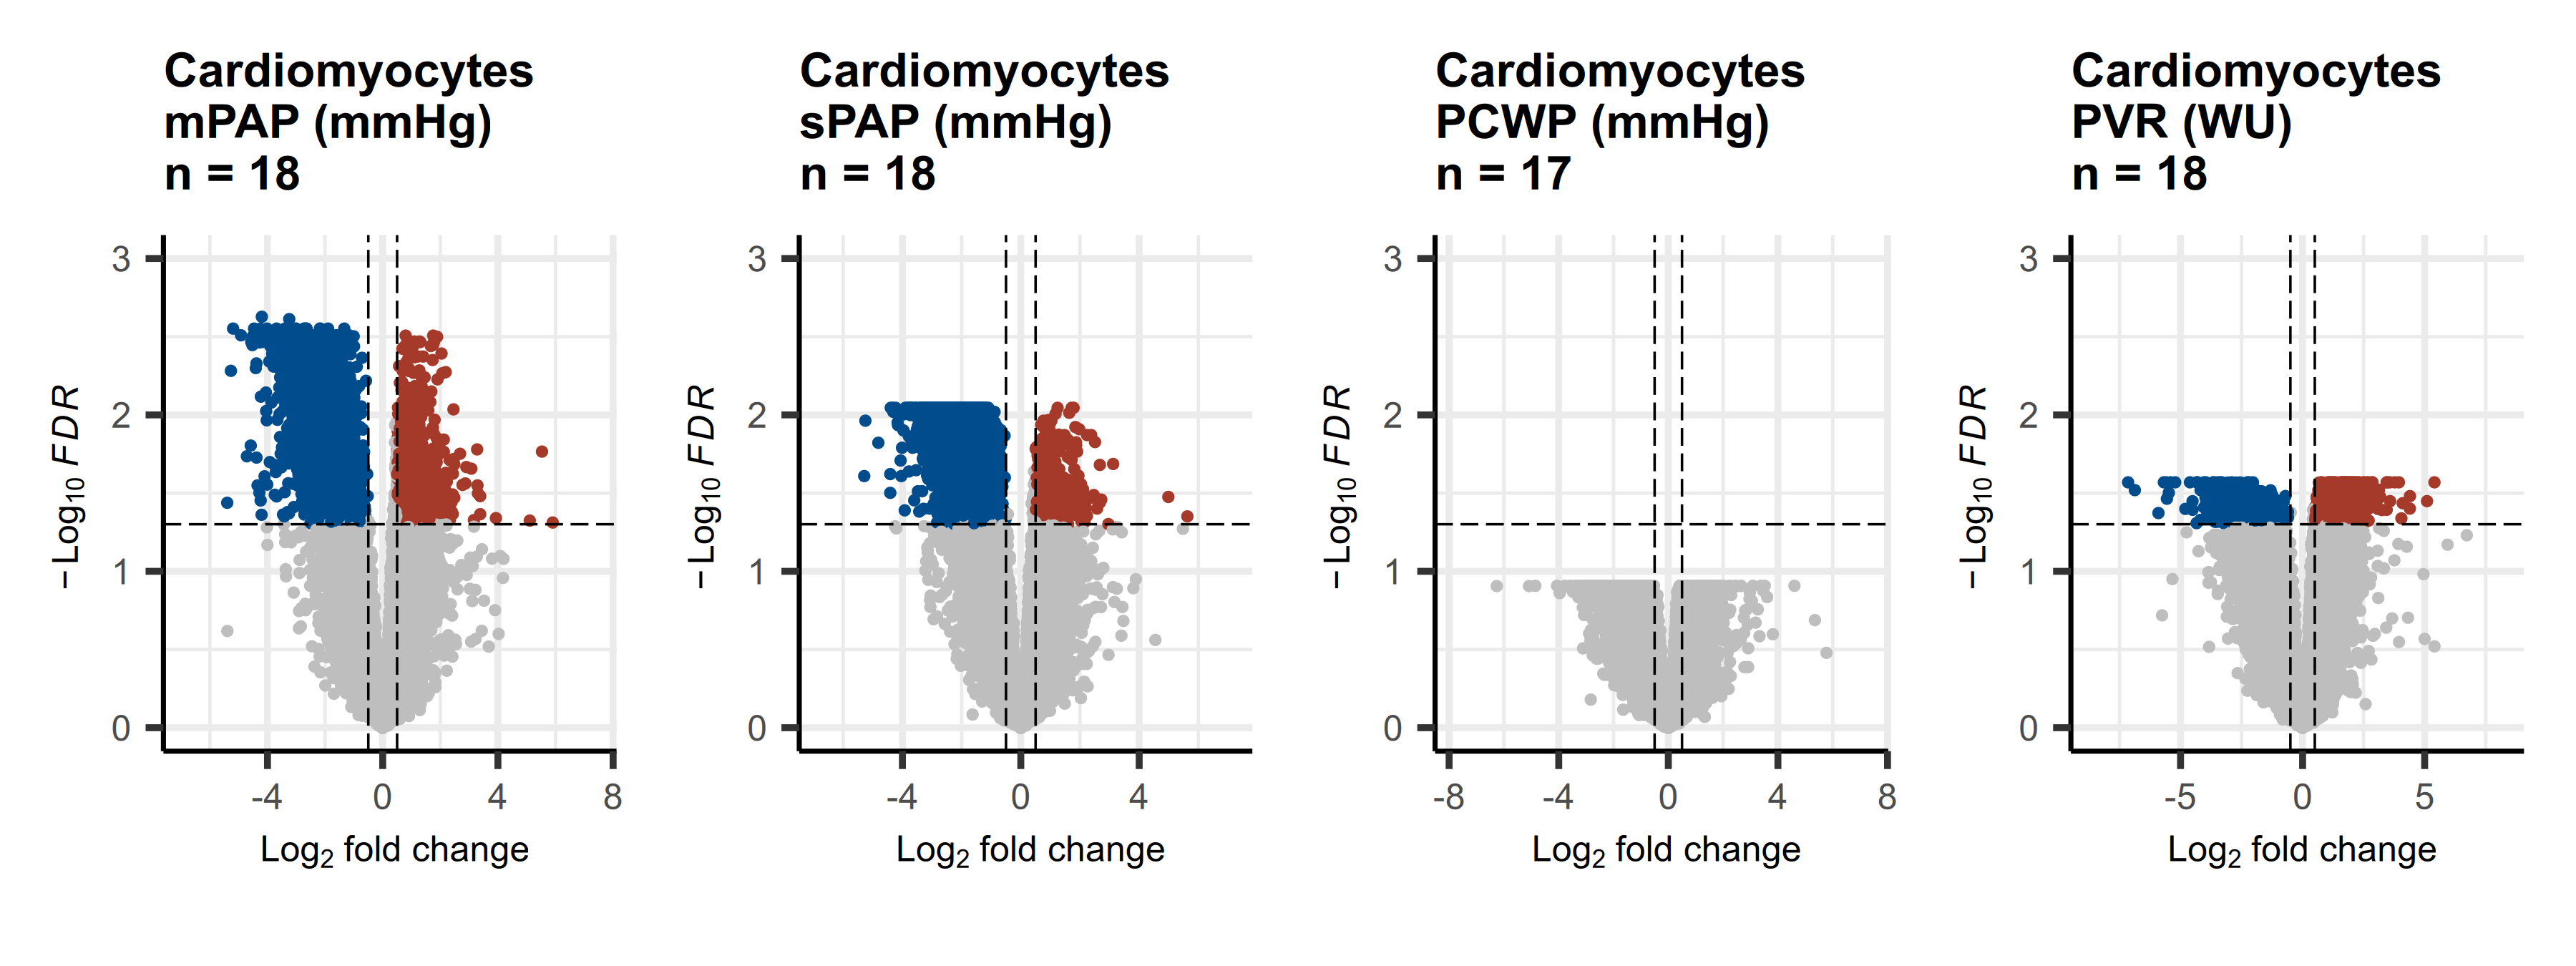 Cardiomyocytes
mPAP (mmHg)
n = 18
3
2
1
0
−Log10 FDR
-4
0
4
8
Log2 fold change
Cardiomyocytes
sPAP (mmHg)
n = 18
3
2
1
0
−Log10 FDR
-4
0
4
Log2 fold change
Cardiomyocytes
PCWP (mmHg)
n = 17
3
2
1
0
−Log10 FDR
-8
-4
0
4
8
Log2 fold change
Cardiomyocytes
PVR (WU)
n = 18
3
2
1
0
−Log10 FDR
-5
0
5
Log2 fold change